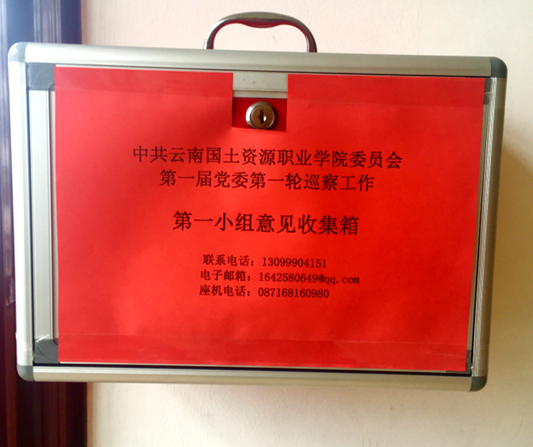 中共云南国土资源职业学院委员会
第一届党委第一轮巡察工作
第一小组意见收集箱
联系电话：13099904151
电子邮箱：1642580649@qq.com
座机电话：087168160980